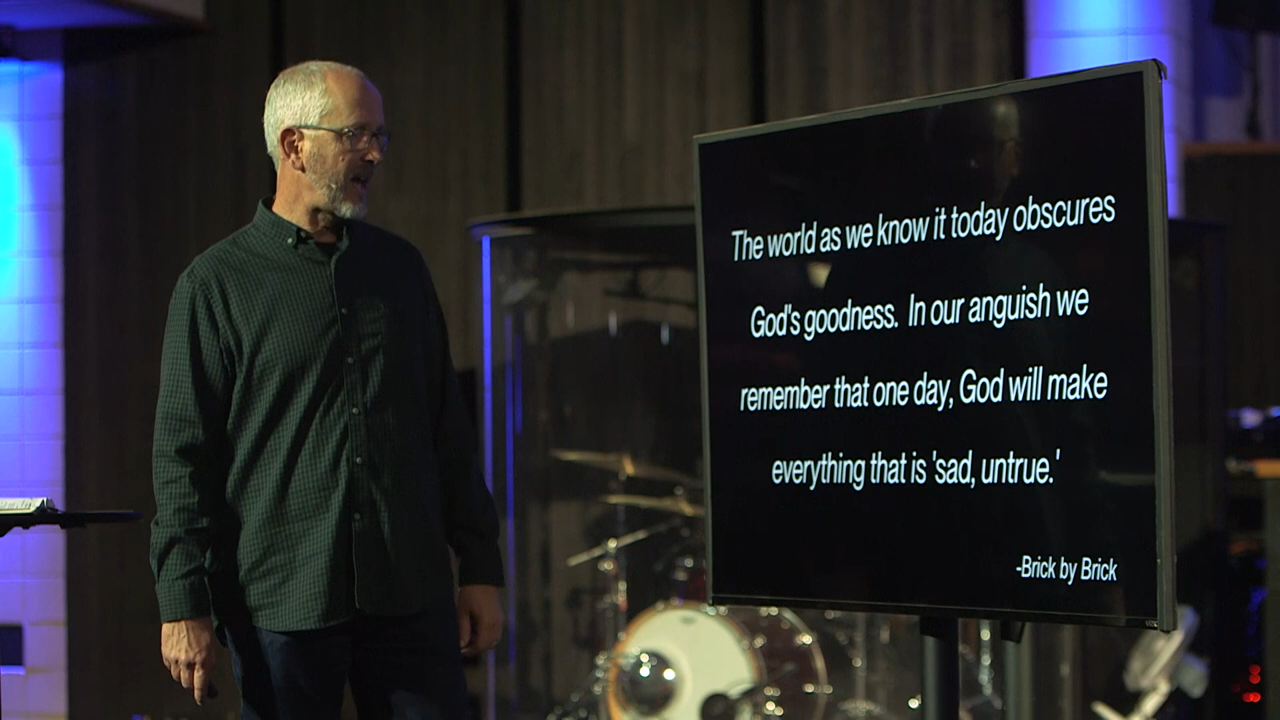 The world as we know it today obscures
God's goodness. In our anguish we
remember that one day, God will make
everything that is 'sad, untrue.'
-Brick by Brick